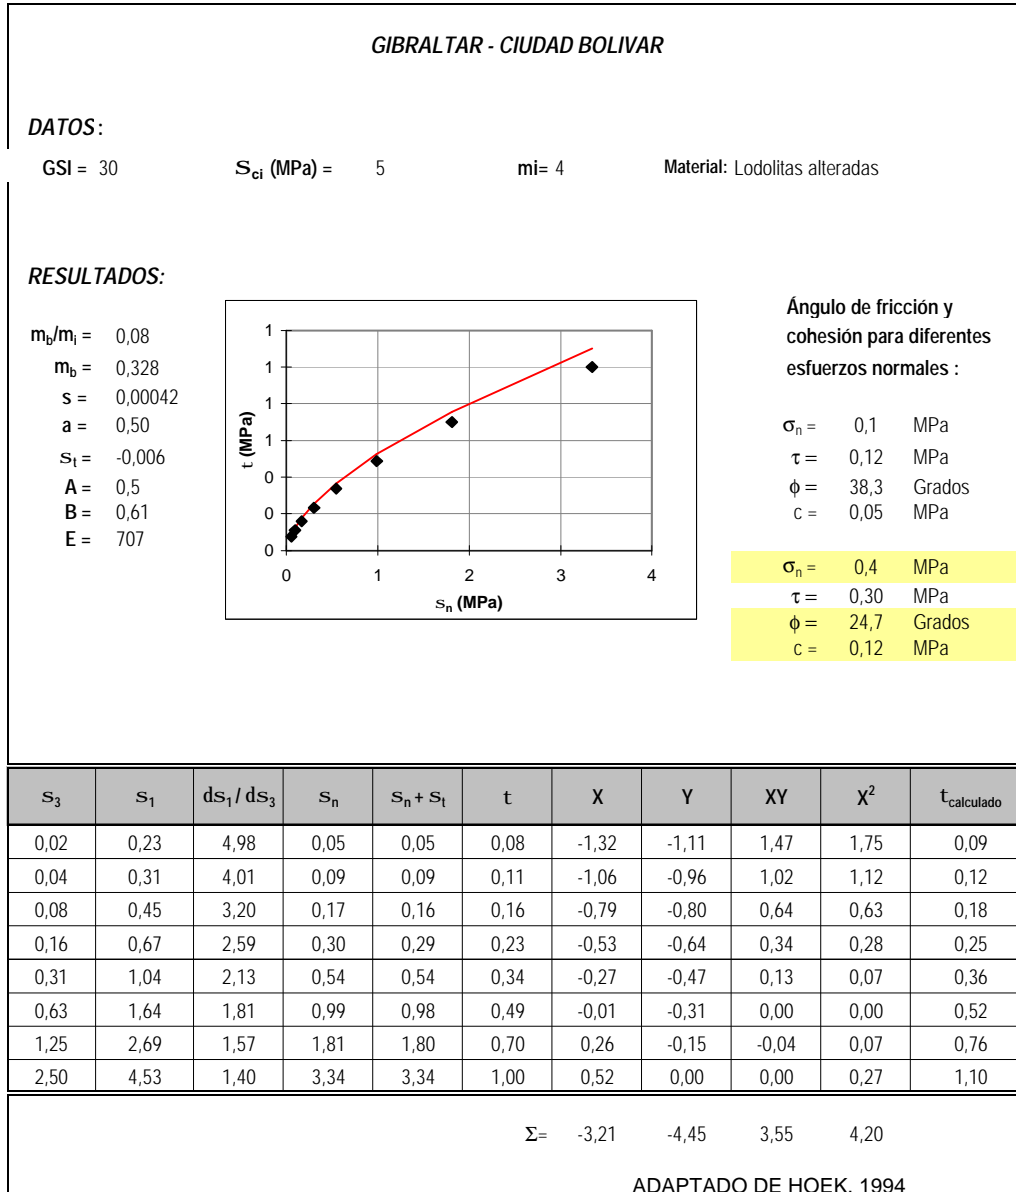 GIBRALTAR - CIUDAD BOLIVAR
DATOS:
GSI = 30 sci (MPa) = 5 mi= 4 Material: Lodolitas alteradas
RESULTADOS:
mb/mi = 0,08
mb = 0,328
s = 0,00042
a = 0,50
st = -0,006
A = 0,5
B = 0,61
E = 707
t (MPa)
1
1
1
1
0
0
0
0 1 2 3 4
sn (MPa)
Ángulo de fricción y
cohesión para diferentes
esfuerzos normales :
σn = 0,1 MPa
τ = 0,12 MPa
ϕ = 38,3 Grados
c = 0,05 MPa
σn = 0,4 MPa
τ = 0,30 MPa
ϕ = 24,7 Grados
c = 0,12 MPa
s3 s1 ds1/ ds3 sn sn + st t X Y XY X² tcalculado
0,02 0,23 4,98 0,05 0,05 0,08 -1,32 -1,11 1,47 1,75 0,09
0,04 0,31 4,01 0,09 0,09 0,11 -1,06 -0,96 1,02 1,12 0,12
0,08 0,45 3,20 0,17 0,16 0,16 -0,79 -0,80 0,64 0,63 0,18
0,16 0,67 2,59 0,30 0,29 0,23 -0,53 -0,64 0,34 0,28 0,25
0,31 1,04 2,13 0,54 0,54 0,34 -0,27 -0,47 0,13 0,07 0,36
0,63 1,64 1,81 0,99 0,98 0,49 -0,01 -0,31 0,00 0,00 0,52
1,25 2,69 1,57 1,81 1,80 0,70 0,26 -0,15 -0,04 0,07 0,76
2,50 4,53 1,40 3,34 3,34 1,00 0,52 0,00 0,00 0,27 1,10
Σ= -3,21 -4,45 3,55 4,20
ADAPTADO DE HOEK, 1994